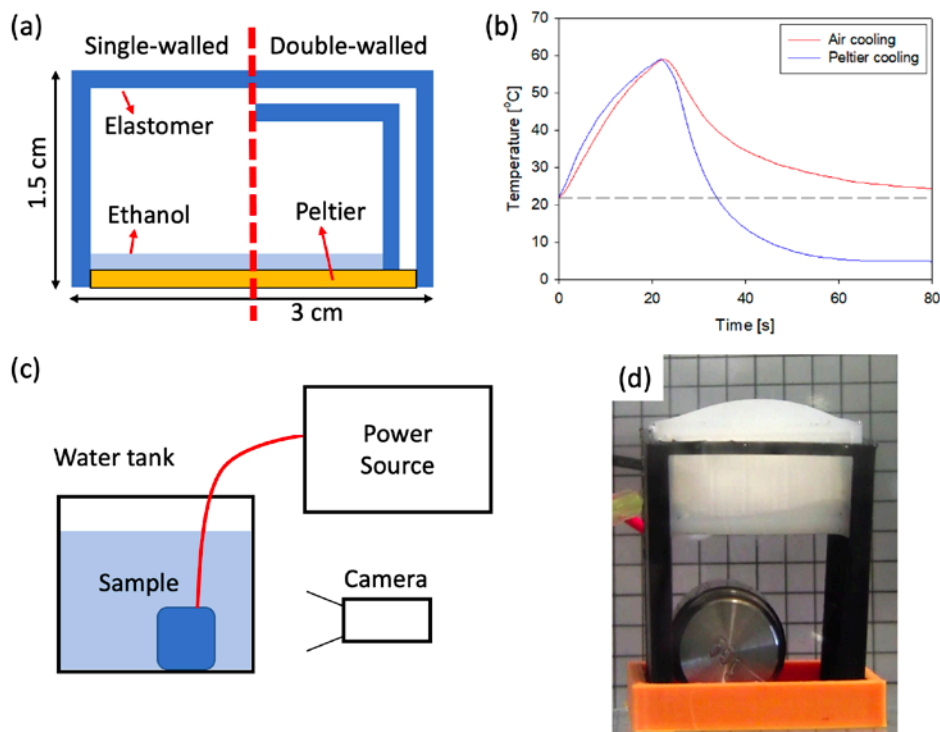 (a)
Single-walled
Double-walled
Elastomer
Ethanol
Peltier
1.5 cm
3 cm
(b)
Temperature [°C]
70
60
50
40
30
20
10
0
0
20
40
60
80
Time [s]
Air cooling
Peltier cooling
(c)
Water tank
Power
Source
Sample
Camera
(d)